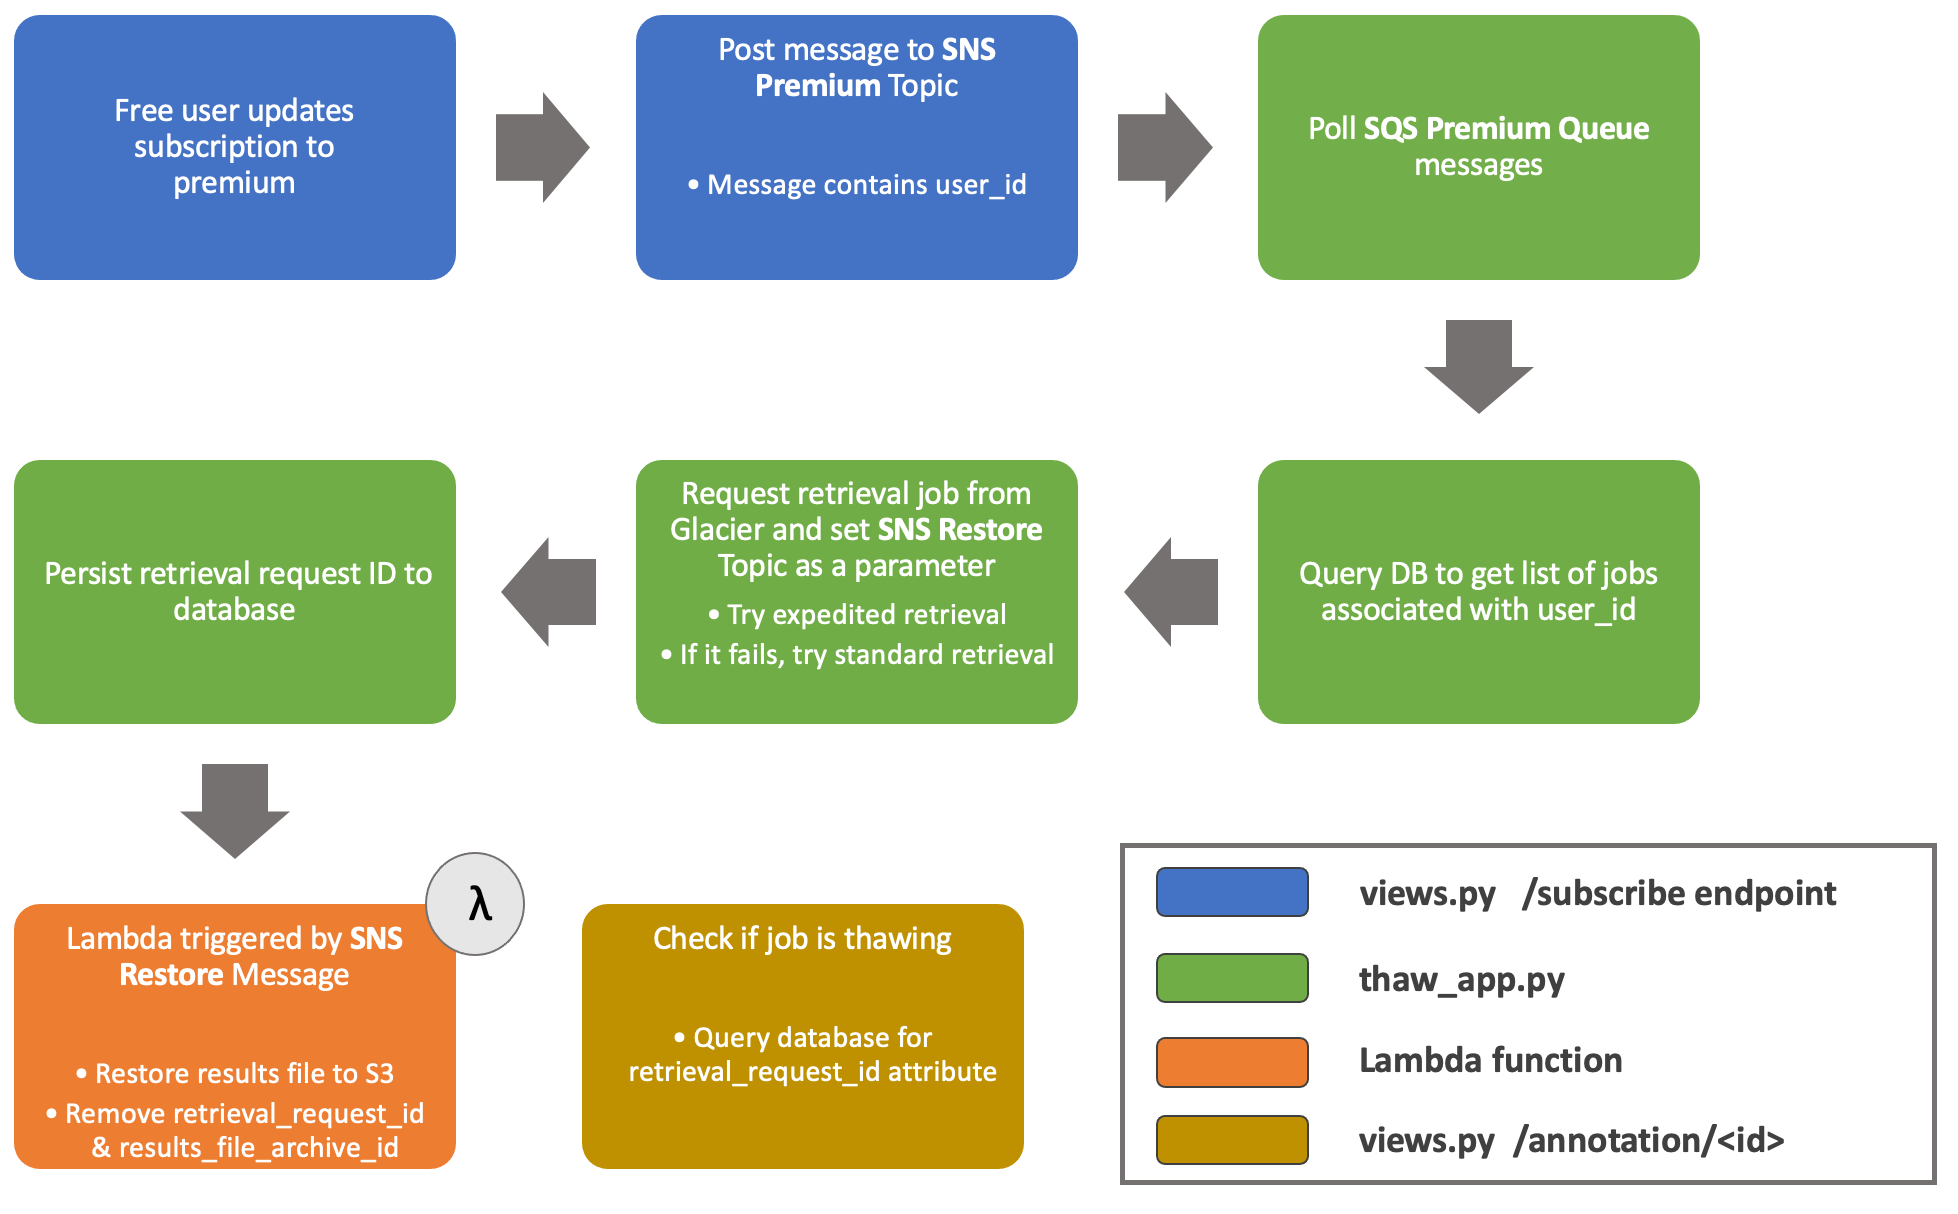 Free user updates
subscription to
premium
Post message to SNS
Premium Topic
• Message contains user_id
Poll SQS Premium Queue
messages
Persist retrieval request ID to
database
Request retrieval job from
Glacier and set SNS Restore
Topic as a parameter
• Try expedited retrieval
• If it fails, try standard retrieval
Query DB to get list of jobs
associated with user_id
λ
Lambda triggered by SNS
Restore Message
• Restore results file to S3
• Remove retrieval_request_id
& results_file_archive_id
Check if job is thawing
• Query database for
retrieval_request_id attribute
views.py /subscribe endpoint
thaw_app.py
Lambda function
views.py /annotation/<id>